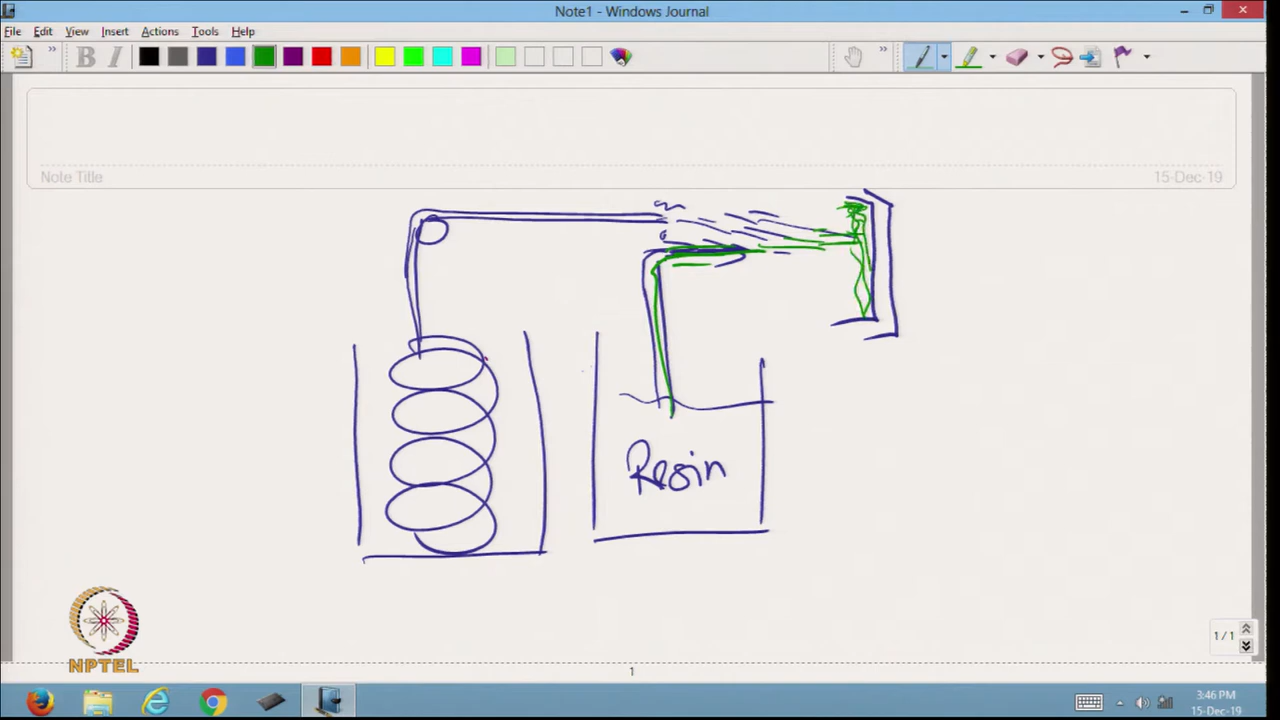 Note1 - Windows Journal
File Edit View Insert Actions Tools Help
B I
Note Title
15-Dec-19
Resin
NPTEL
1 / 1
1
3:46 PM
15-Dec-19